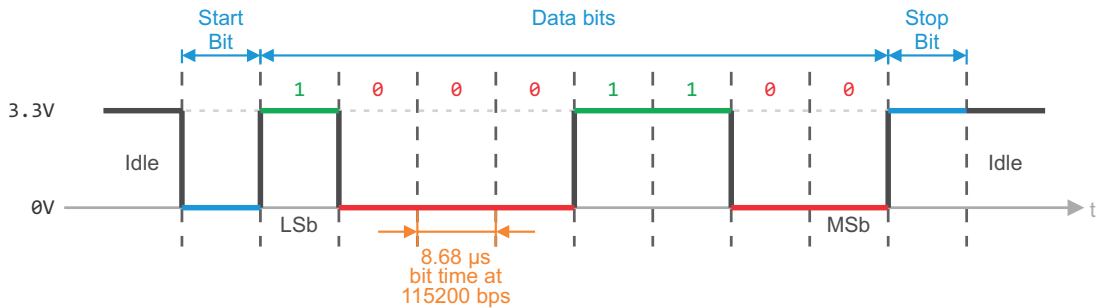 Start
Bit
Data bits
Stop
Bit
1 0 0 0 1 1 0 0
3.3V
Idle
Idle
0V
t
LSb
MSb
8.68 µs
bit time at
115200 bps